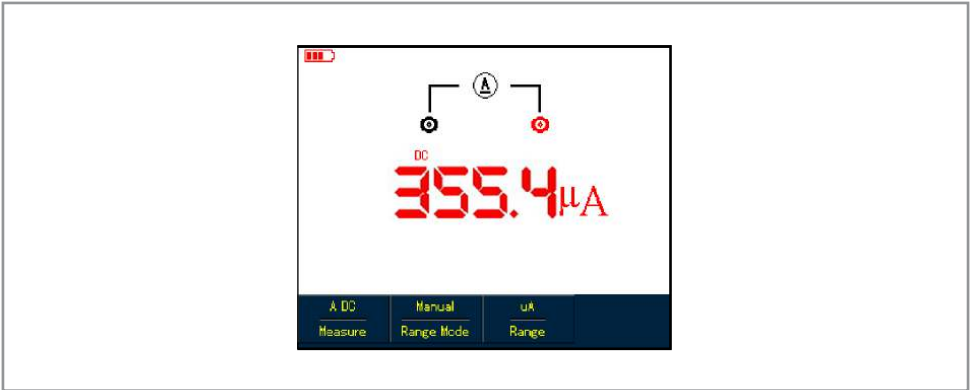 A
DC
355.4μA
A DC Manual uA
Measure Range Mode Range